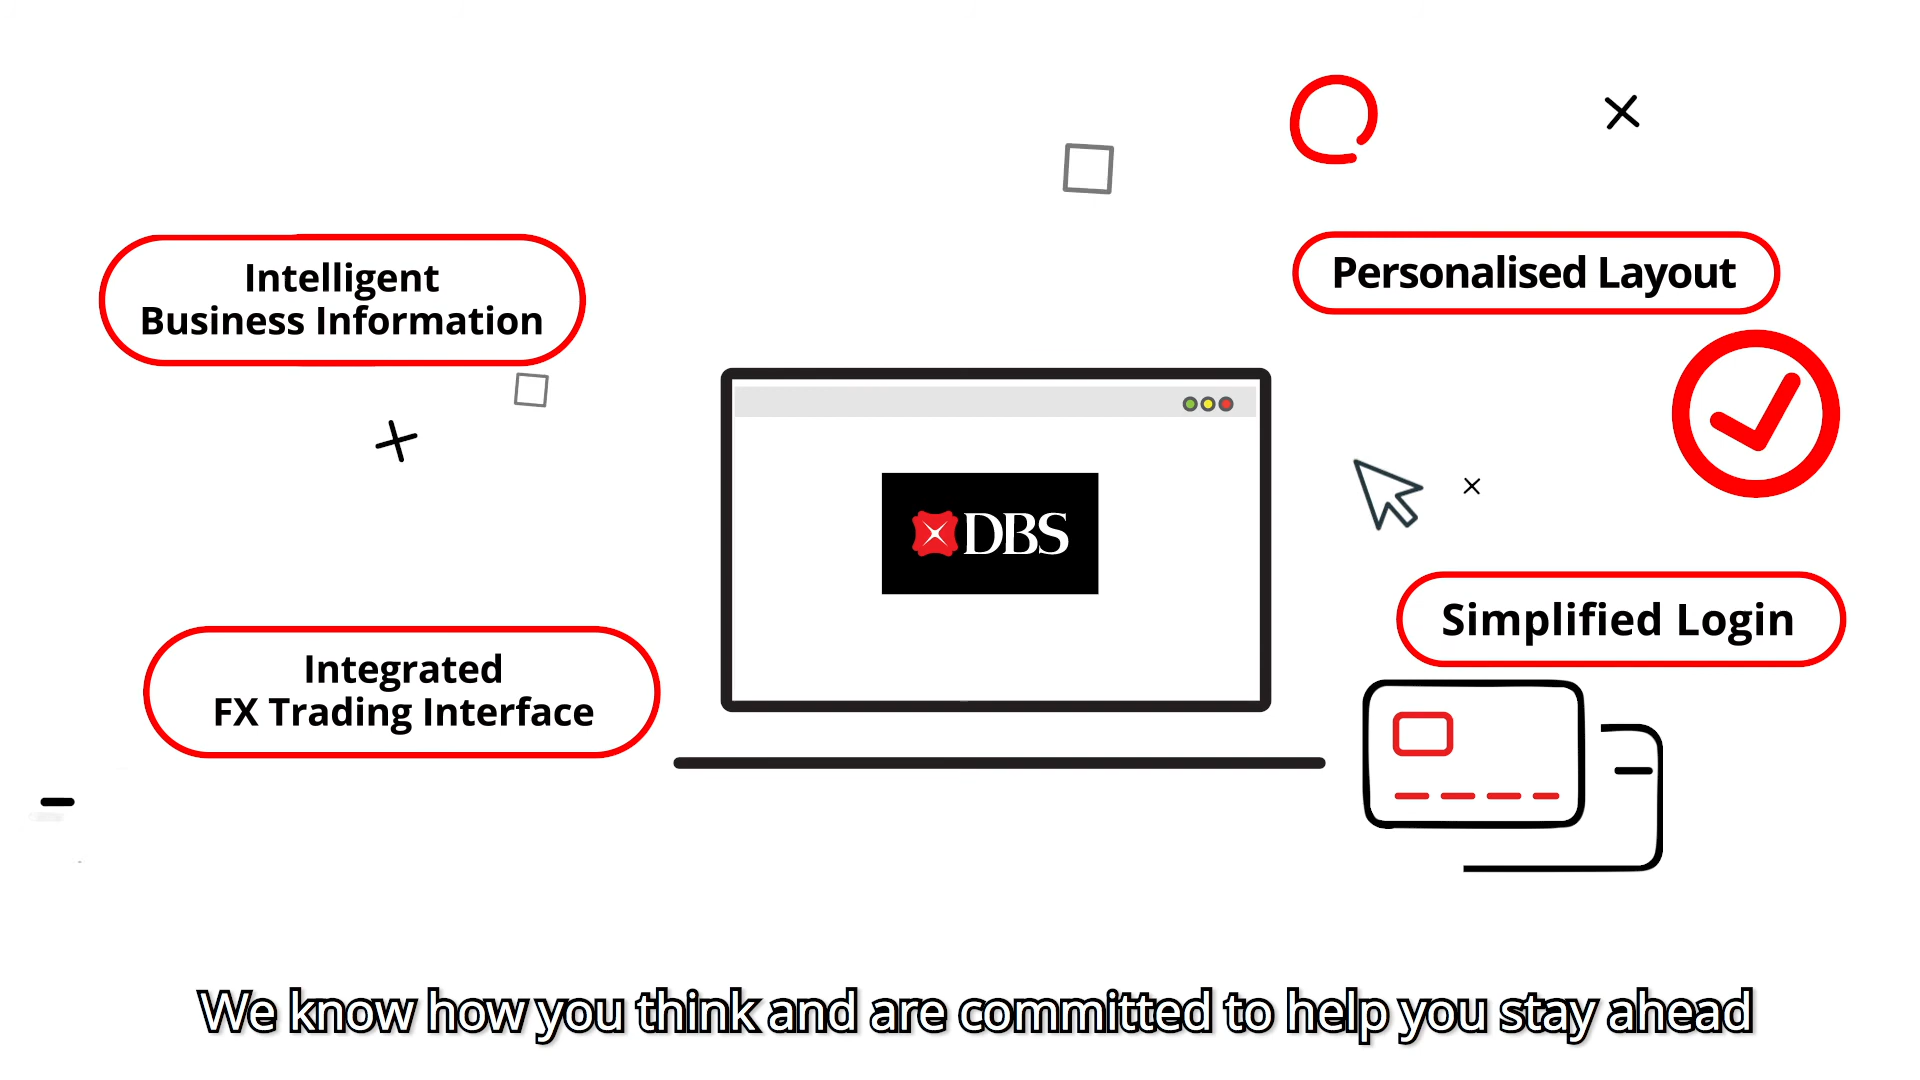 Intelligent
Business Information
Personalised Layout
DBS
Simplified Login
Integrated
FX Trading Interface
We know how you think and are committed to help you stay ahead